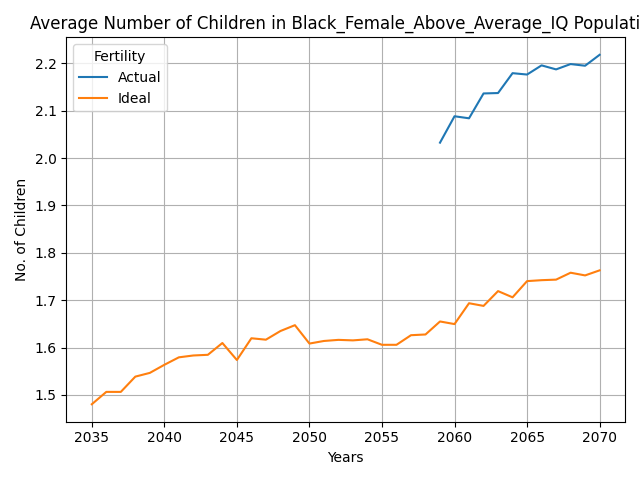 Average Number of Children in Black_Female_Above_Average_IQ Populati
Fertility
Actual
Ideal
No. of Children
2.2
2.1
2.0
1.9
1.8
1.7
1.6
1.5
2035 2040 2045 2050 2055 2060 2065 2070
Years